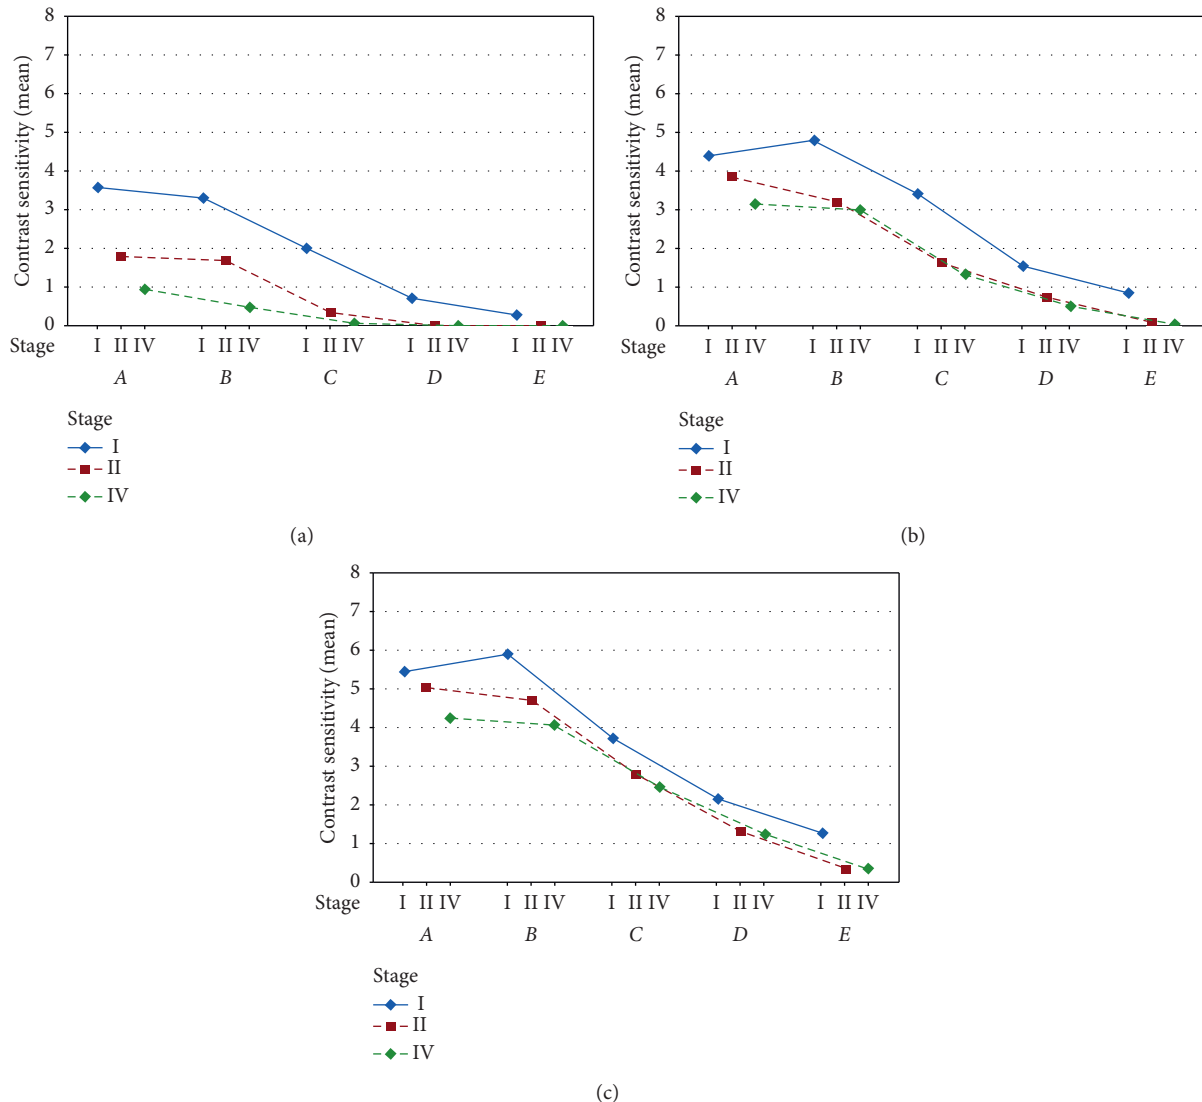 8
7
6
5
4
3
2
1
0
Contrast sensitivity (mean)
Stage I II IV I II IV I II IV I II IV I II IV
A B C D E
Stage
I
II
IV
(a)
8
7
6
5
4
3
2
1
0
Contrast sensitivity (mean)
Stage I II IV I II IV I II IV I II IV I II IV
A B C D E
Stage
I
II
IV
(b)
8
7
6
5
4
3
2
1
0
Contrast sensitivity (mean)
Stage I II IV I II IV I II IV I II IV I II IV
A B C D E
Stage
I
II
IV
(c)